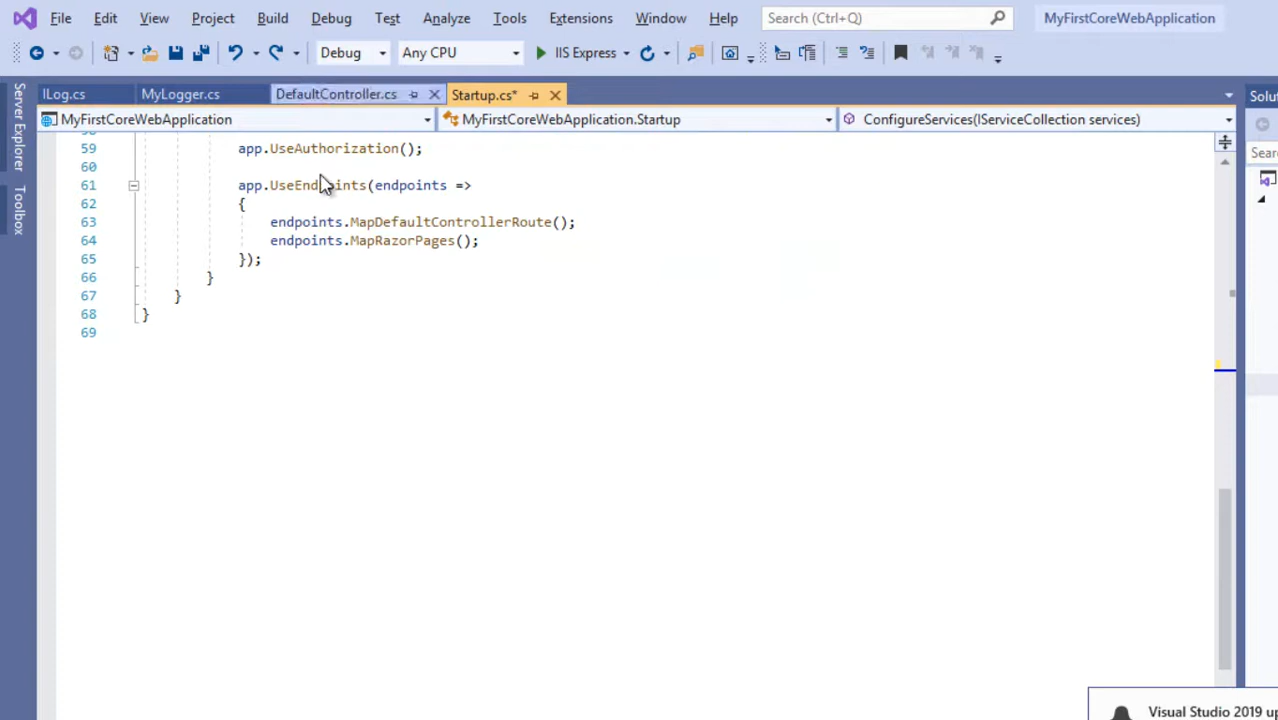 File Edit View Project Build Debug Test Analyze Tools Extensions Window Help Search (Ctrl+Q) MyFirstCoreWebApplication
Debug Any CPU IIS Express
ILog.cs MyLogger.cs DefaultController.cs Startup.cs* Solu
MyFirstCoreWebApplication MyFirstCoreWebApplication.Startup ConfigureServices(IServiceCollection services)
Server Explorer
Toolbox
Sear
59 app.UseAuthorization();
60
61 app.UseEndpoints(endpoints =>
62 {
63 endpoints.MapDefaultControllerRoute();
64 endpoints.MapRazorPages();
65 });
66 }
67 }
68 }
69
Visual Studio 2019 up